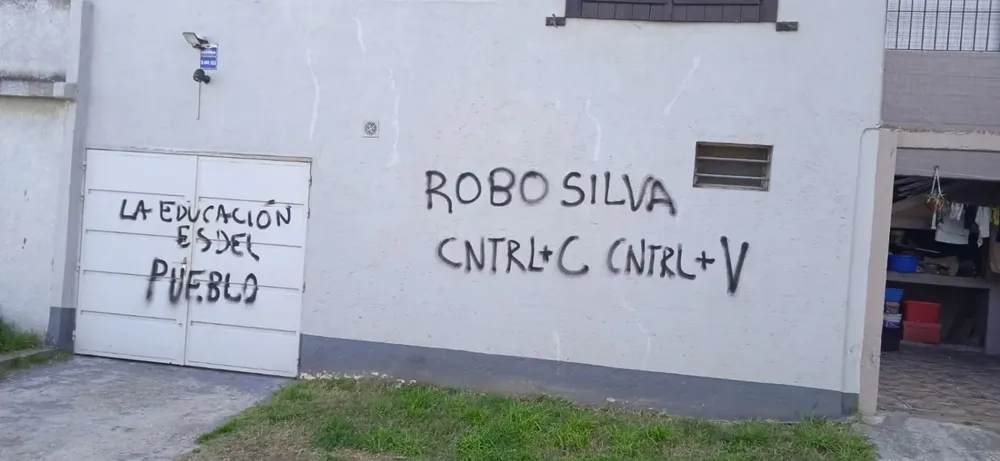 LA EDUCACIÓN
ES DEL
PUEBLO
ROBO SILVA
CNTRL+C CNTRL+V